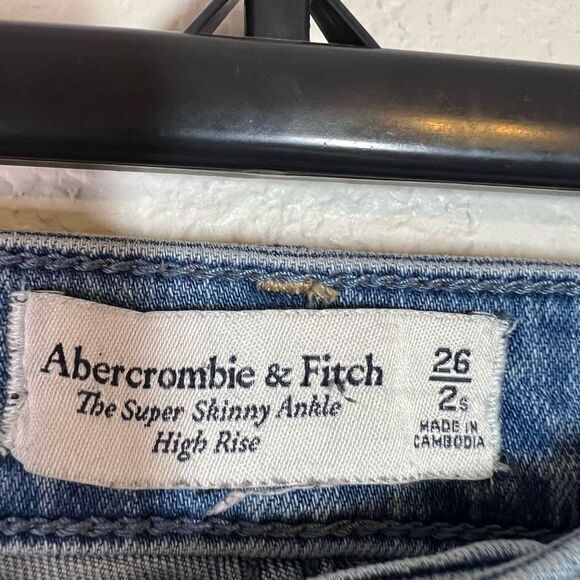 Abercrombie & Fitch
The Super Skinny Ankle
High Rise
26
2s
MADE IN
CAMBODIA